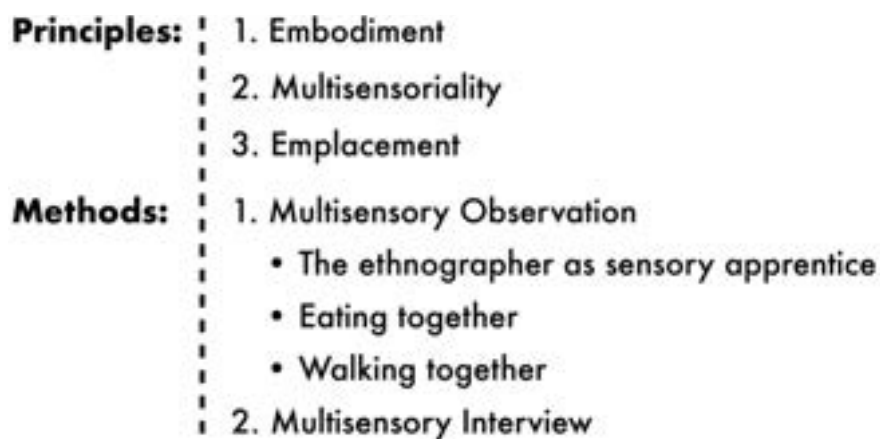 Principles: 1. Embodiment
2. Multisensoriality
3. Emplacement
Methods: 1. Multisensory Observation
• The ethnographer as sensory apprentice
• Eating together
• Walking together
2. Multisensory Interview